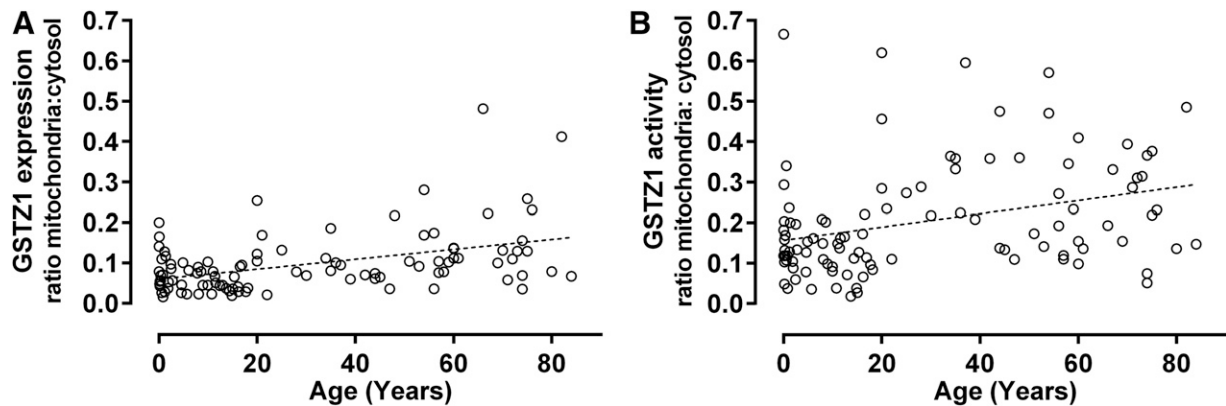 A
GSTZ1 expression
ratio mitochondria:cytosol
0.7
0.6
0.5
0.4
0.3
0.2
0.1
0.0
0 20 40 60 80
Age (Years)
B
GSTZ1 activity
ratio mitochondria: cytosol
0.7
0.6
0.5
0.4
0.3
0.2
0.1
0.0
0 20 40 60 80
Age (Years)